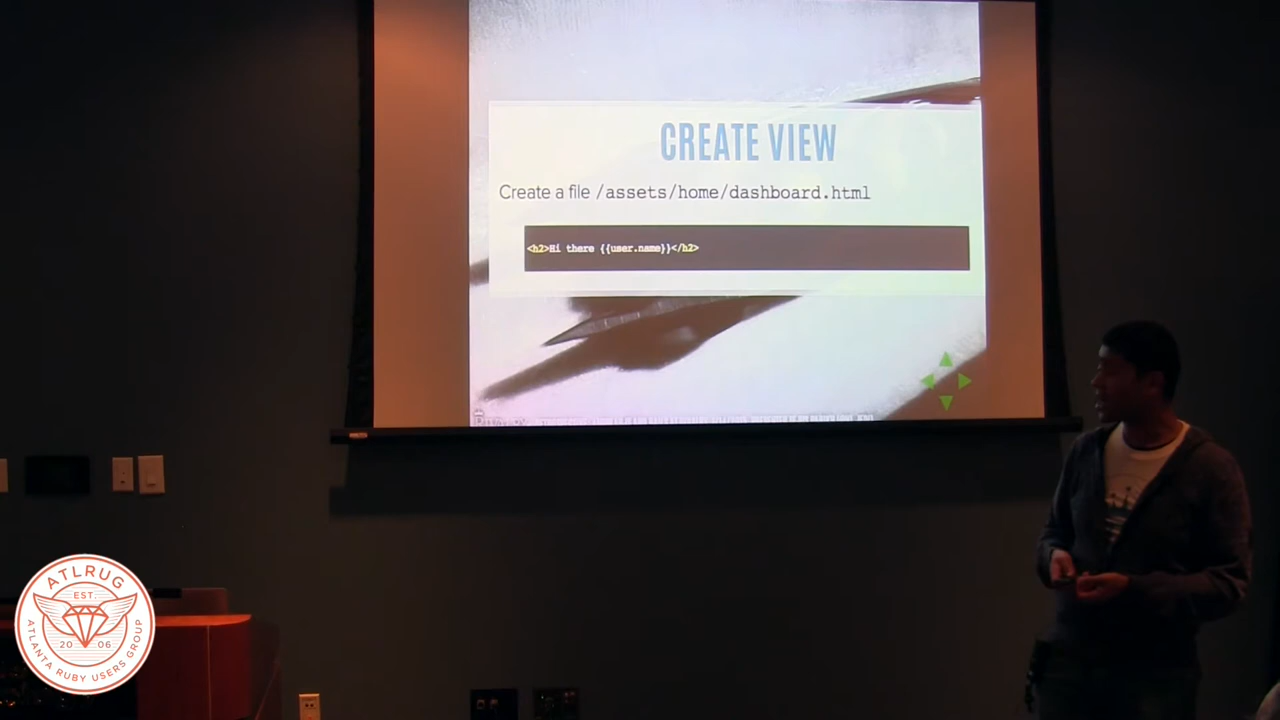 CREATE VIEW
Create a file /assets/home/dashboard.html
<h2>Hi there {{user.name}}</h2>
ATLRUG
EST.
20 06
ATLANTA RUBY USERS GROUP